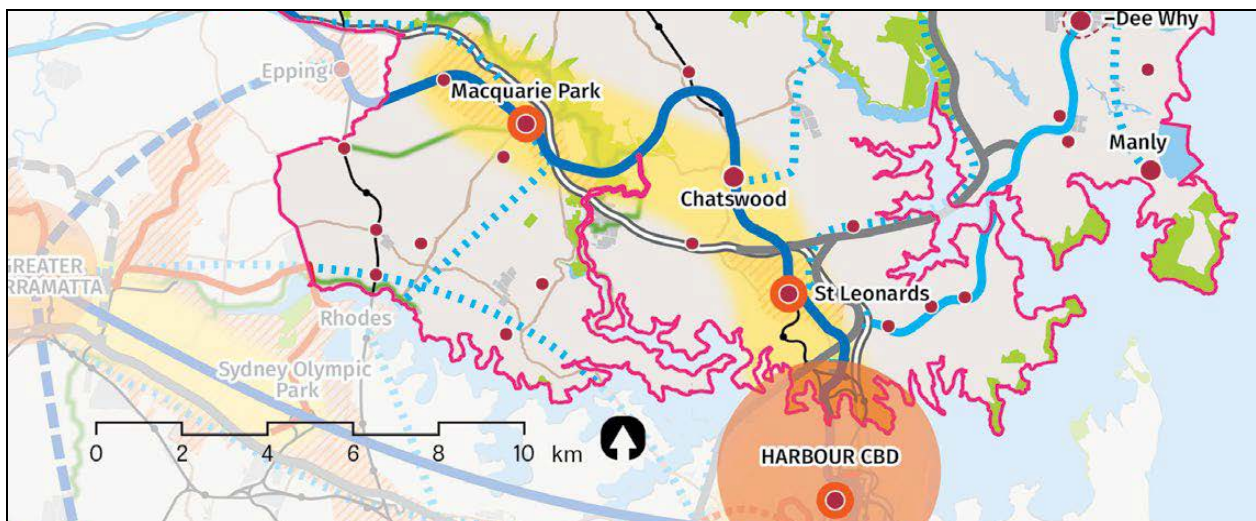 –Dee Why
Epping
Macquarie Park
Manly
Chatswood
GREATER
RRAMATTA
St Leonards
Rhodes
Sydney Olympic
Park
0 2 4 6 8 10 km
HARBOUR CBD